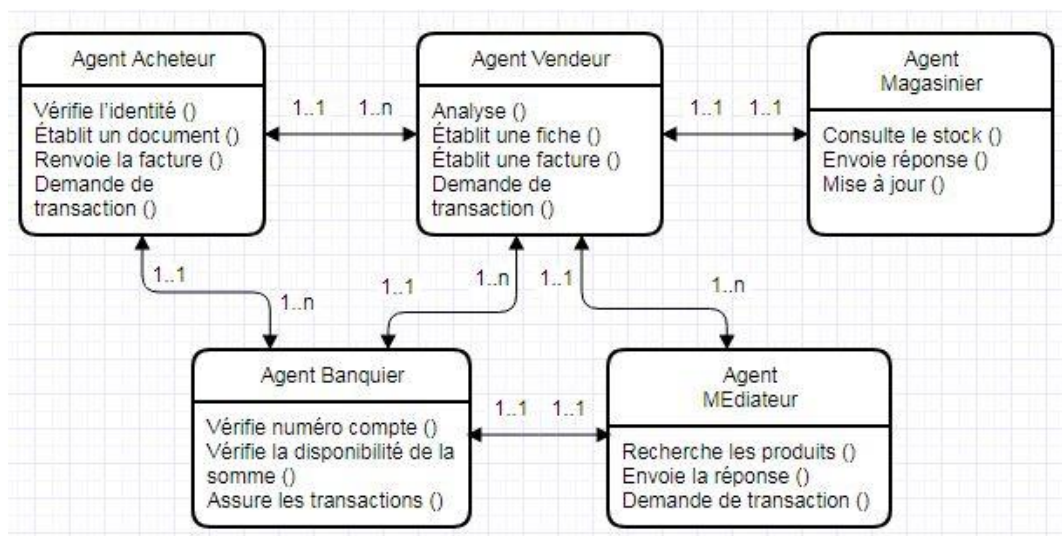 Agent Acheteur
Vérifie l'identité ()
Établit un document ()
Renvoie la facture ()
Demande de
transaction ()
1..1 1..n
Agent Vendeur
Analyse ()
Établit une fiche ()
Établit une facture ()
Demande de
transaction ()
1..1 1..1
Agent
Magasinier
Consulte le stock ()
Envoie réponse ()
Mise à jour ()
1..1
1..n
1..1
1..n
1..1
1..n
Agent Banquier
Vérifie numéro compte ()
Vérifie la disponibilité de la
somme ()
Assure les transactions ()
1..1 1..1
Agent
MEdiateur
Recherche les produits ()
Envoie la réponse ()
Demande de transaction ()